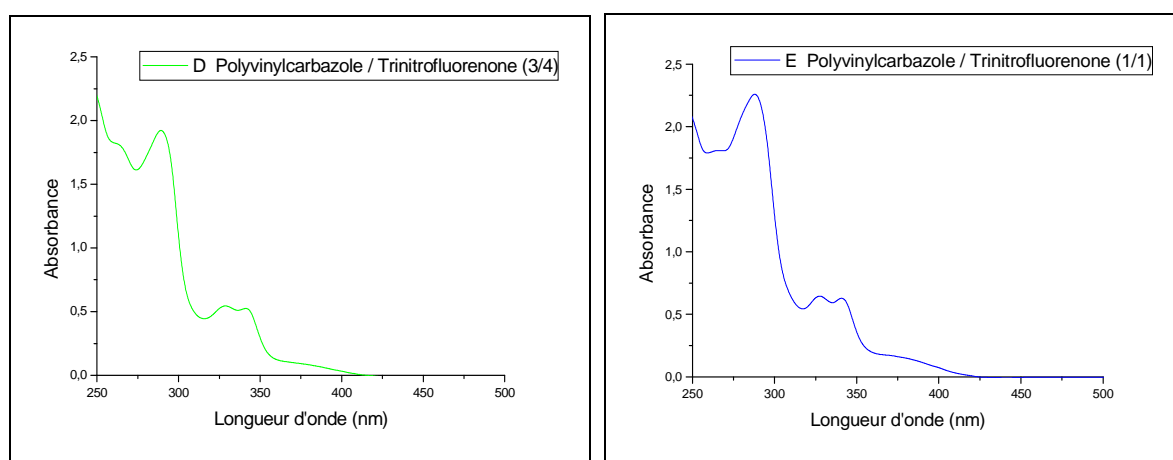 D Polyvinylcarbazole / Trinitrofluorenone (3/4)
2,5
2,0
1,5
1,0
0,5
0,0
Absorbance
250 300 350 400 450 500
Longueur d'onde (nm)
E Polyvinylcarbazole / Trinitrofluorenone (1/1)
2,5
2,0
1,5
1,0
0,5
0,0
Absorbance
250 300 350 400 450 500
Longueur d'onde (nm)